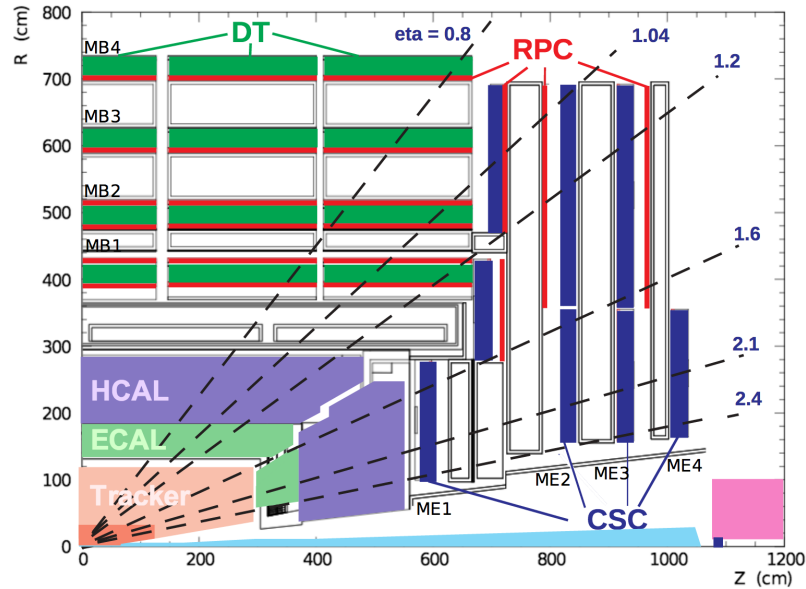 R (cm)
800
700
600
500
400
300
200
100
0
DT
eta = 0.8
RPC
1.04
1.2
1.6
2.1
2.4
MB4
MB3
MB2
MB1
HCAL
ECAL
Tracker
ME1
ME2
ME3
ME4
CSC
0
200
400
600
800
1000
1200
Z (cm)